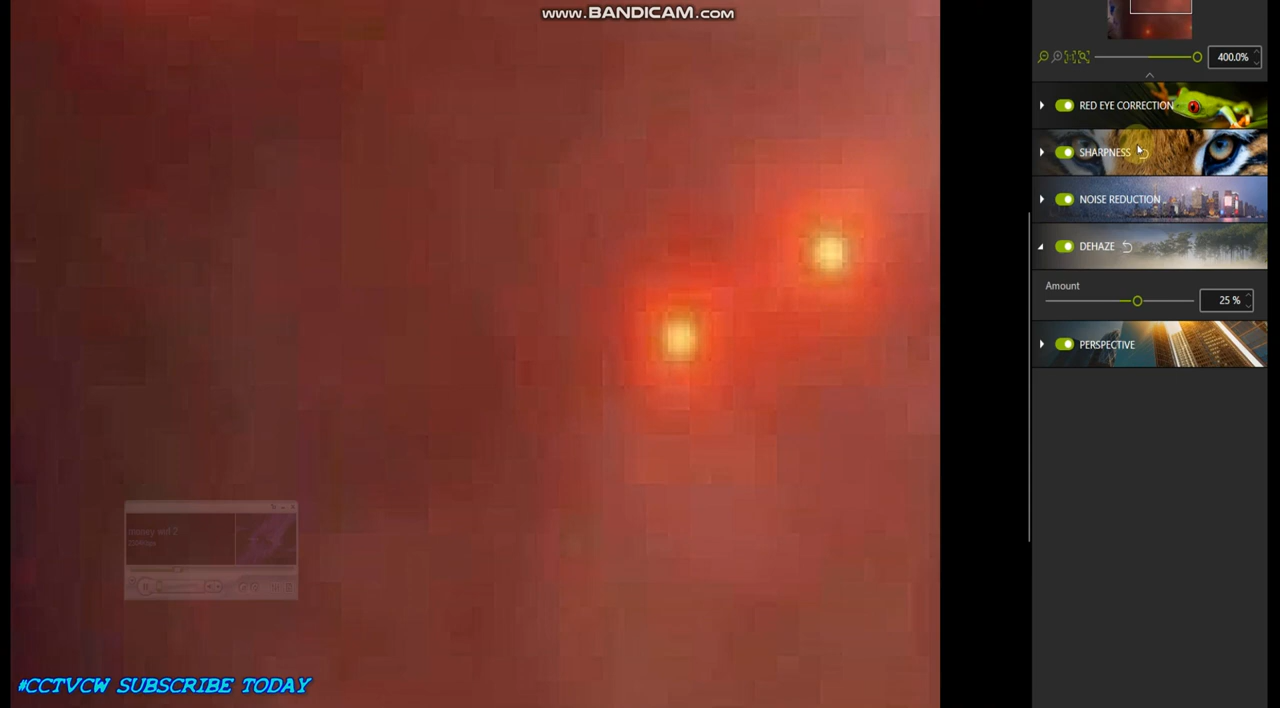 www.BANDICAM.com
400.0%
RED EYE CORRECTION
SHARPNESS
NOISE REDUCTION
DEHAZE
Amount
25 %
PERSPECTIVE
#CCTVCW SUBSCRIBE TODAY